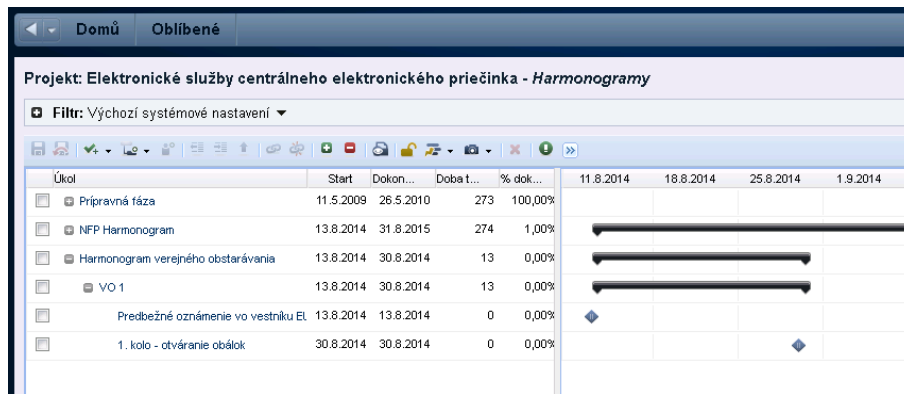 Domů Oblíbené
Projekt: Elektronické služby centrálneho elektronického priečinka - Harmonogramy
Filtr: Výchozí systémové nastavení
Úkol Start Dokon... Doba t... % dok... 11.8.2014 18.8.2014 25.8.2014 1.9.2014
Prípravná fáza 11.5.2009 26.5.2010 273 100,00%
NFP Harmonogram 13.8.2014 31.8.2015 274 1,00%
Harmonogram verejného obstarávania 13.8.2014 30.8.2014 13 0,00%
VO 1 13.8.2014 30.8.2014 13 0,00%
Predbežné oznámenie vo vestníku EU 13.8.2014 13.8.2014 0 0,00%
1. kolo - otváranie obálok 30.8.2014 30.8.2014 0 0,00%